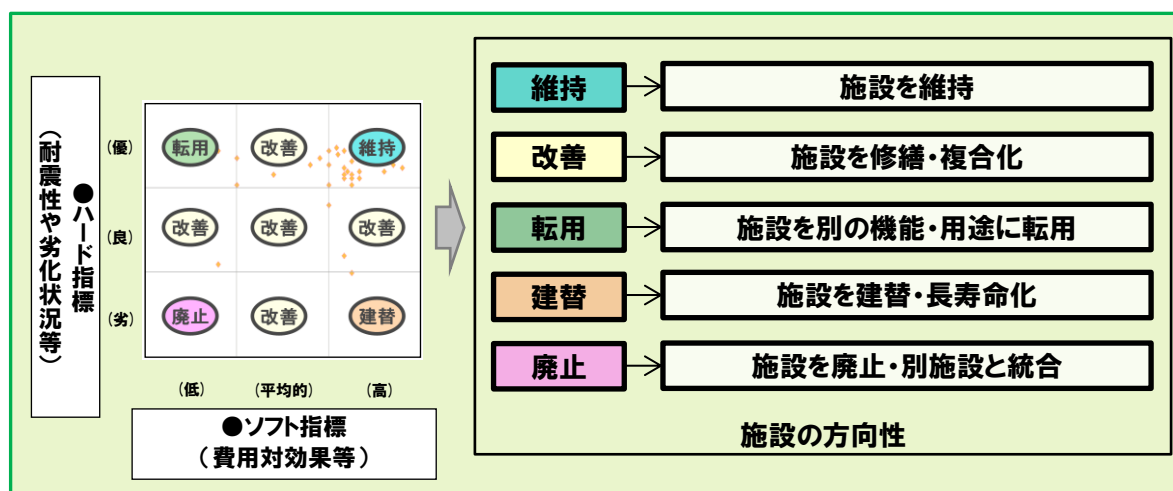 ●ハード指標
（耐震性や劣化状況等）
（優）
（良）
（劣）
転用
改善
維持
改善
改善
改善
廃止
改善
建替
（低）
（平均的）
（高）
●ソフト指標
（費用対効果等）
維持
施設を維持
改善
施設を修繕・複合化
転用
施設を別の機能・用途に転用
建替
施設を建替・長寿命化
廃止
施設を廃止・別施設と統合
施設の方向性